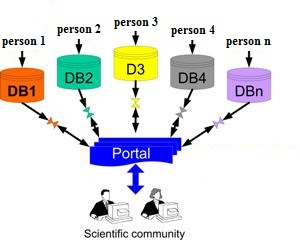 person 1
person 2
person 3
person 4
person n
DB1
DB2
D3
DB4
DBn
Portal
Scientific community